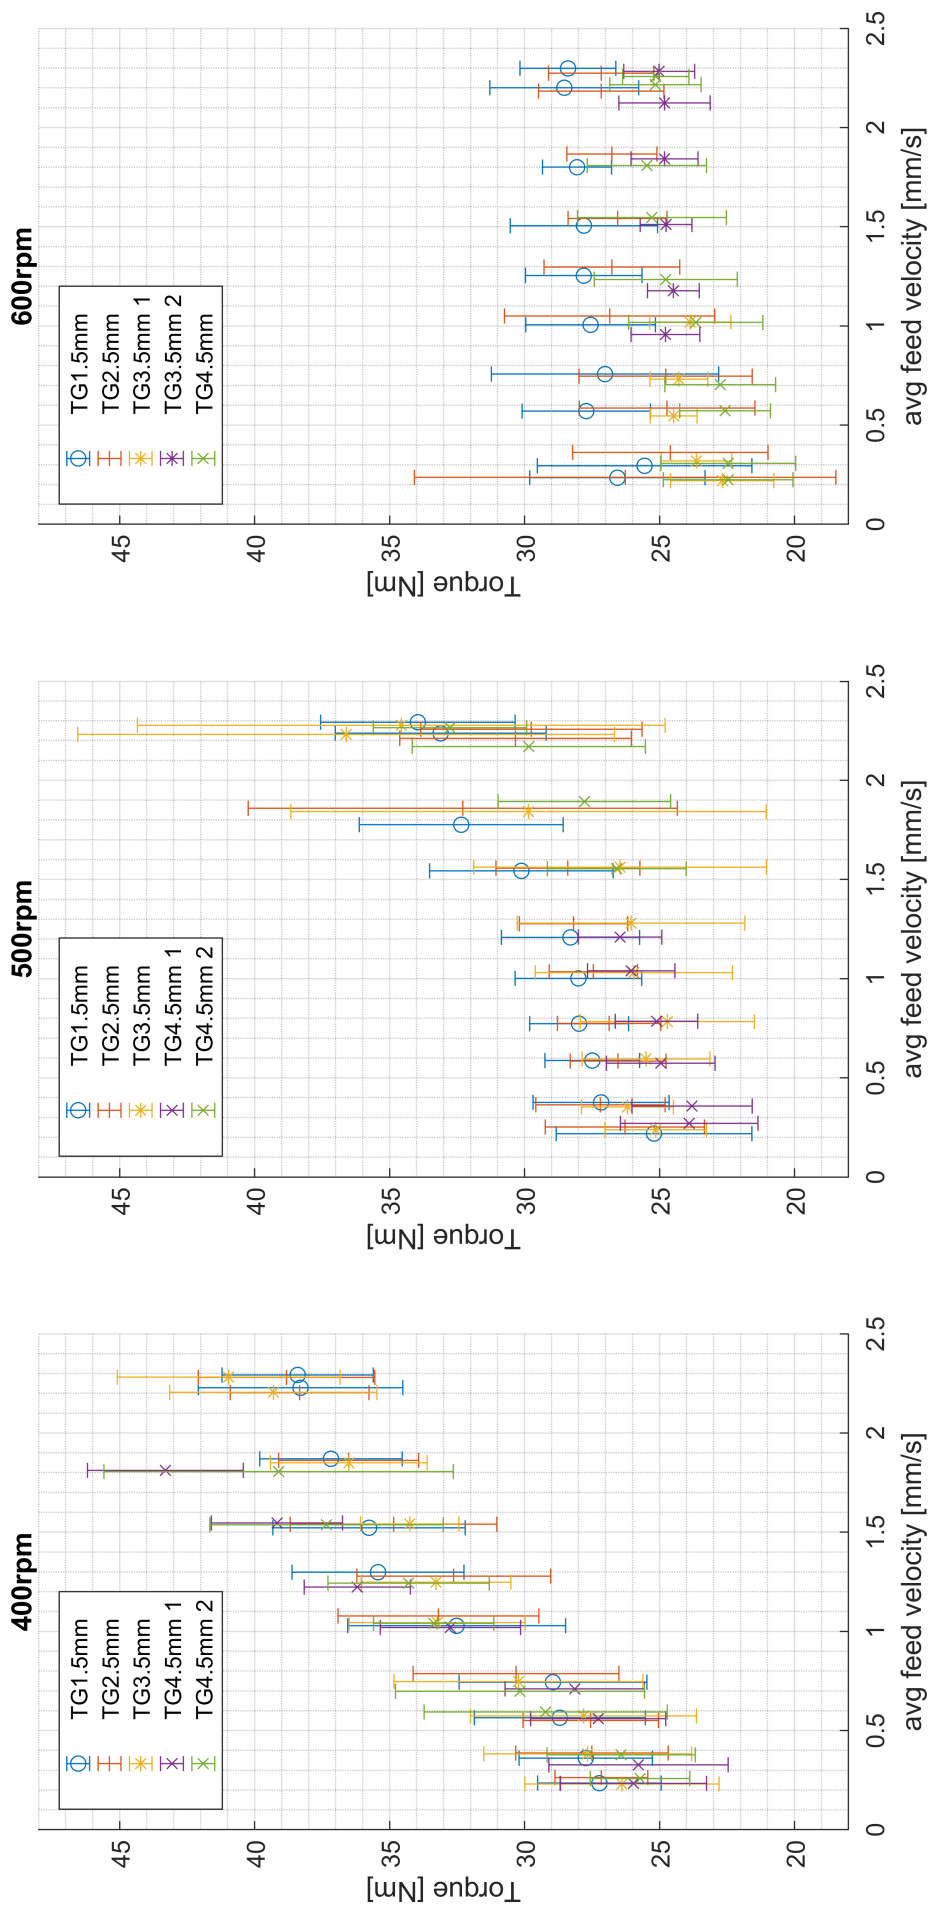 400rpm
TG1.5mm
TG2.5mm
TG3.5mm
TG4.5mm 1
TG4.5mm 2
45
40
35
30
25
20
Torque [Nm]
0
0.5
1
1.5
2
2.5
avg feed velocity [mm/s]
500rpm
TG1.5mm
TG2.5mm
TG3.5mm
TG4.5mm 1
TG4.5mm 2
45
40
35
30
25
20
Torque [Nm]
0
0.5
1
1.5
2
2.5
avg feed velocity [mm/s]
600rpm
TG1.5mm
TG2.5mm
TG3.5mm 1
TG3.5mm 2
TG4.5mm
45
40
35
30
25
20
Torque [Nm]
0
0.5
1
1.5
2
2.5
avg feed velocity [mm/s]